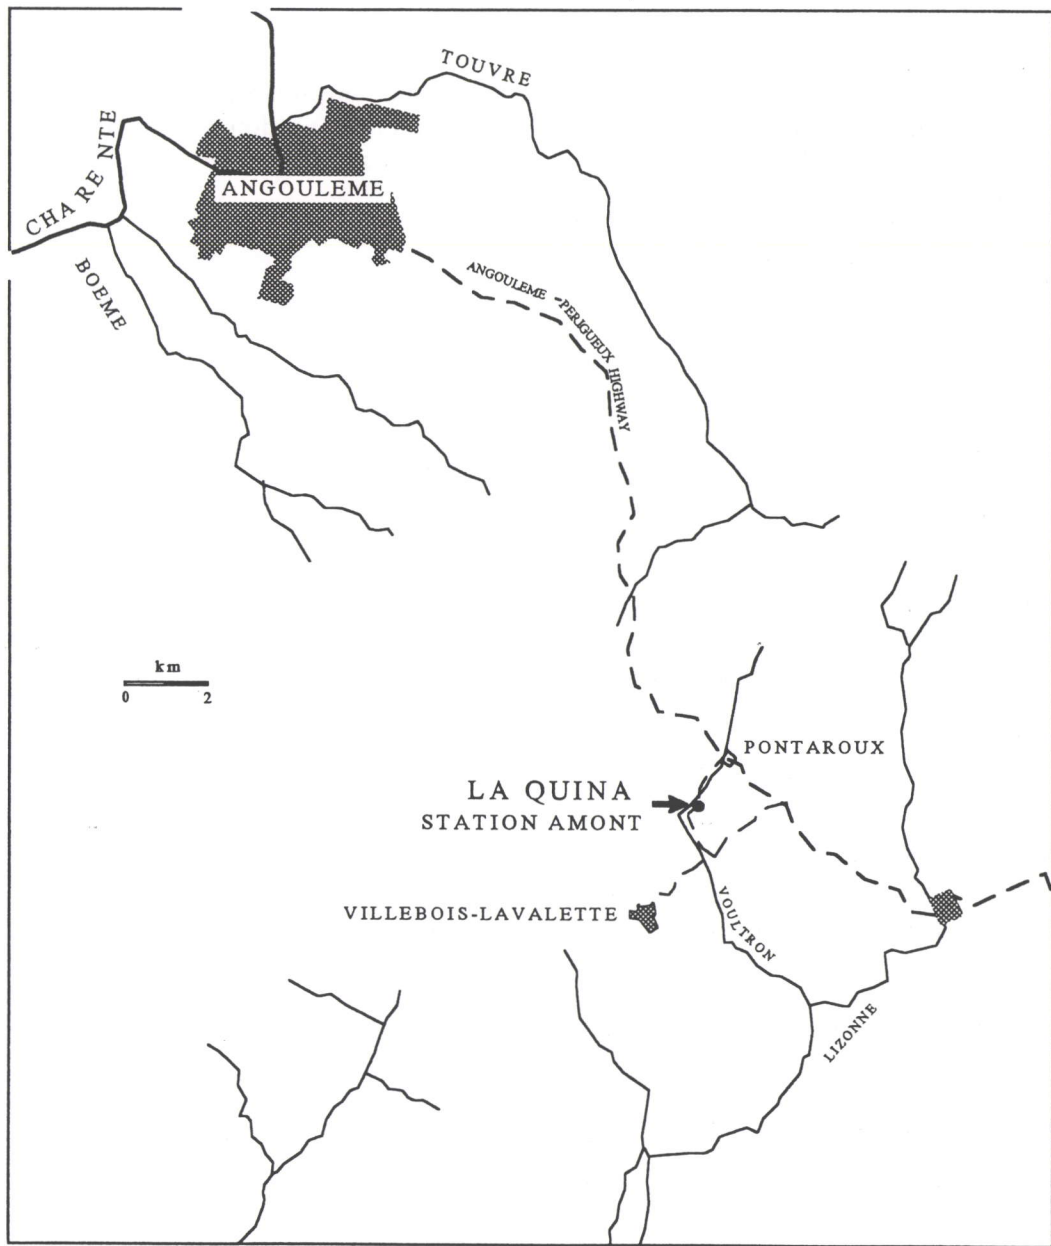 TOUVRE
CHARENTE
ANGOULEME
BOEME
ANGOULEME - PERIGUEUX HIGHWAY
km
0 2
PONTAROUX
LA QUINA
STATION AMONT
VILLEBOIS-LAVALETTE
VOULTRON
LIZONNE